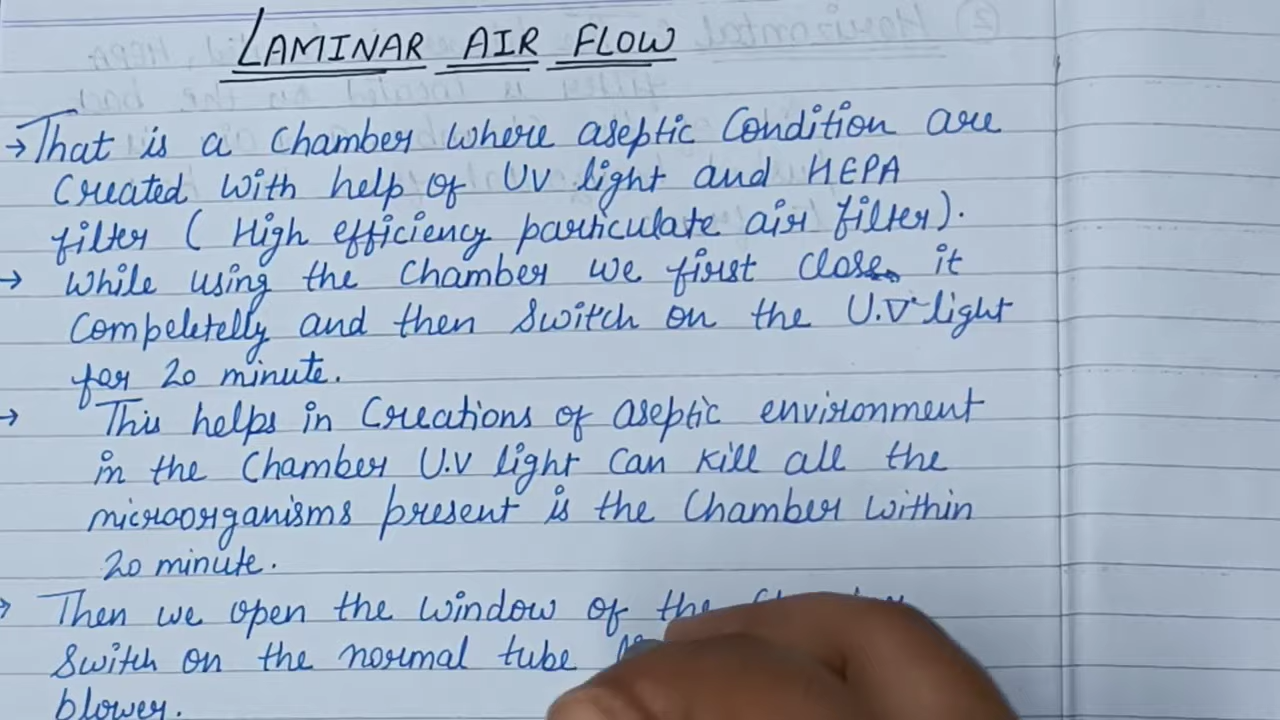 LAMINAR AIR FLOW
→ That is a Chamber Where aseptic Condition are
Created With help of UV light and HEPA
filter ( High efficiency particulate air filter).
→ While using the Chamber we first close it
Compeletelly and then Switch on the U.V light
for 20 minute.
→ This helps in Creations of aseptic environment
in the Chamber U.V light Can kill all the
microorganisms present is the Chamber Within
20 minute.
→ Then we open the window of the
Switch on the normal tube
blower.